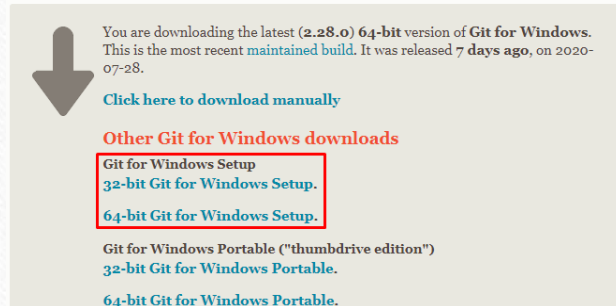 You are downloading the latest (2.28.0) 64-bit version of Git for Windows.
This is the most recent maintained build. It was released 7 days ago, on 2020-
07-28.
Click here to download manually
Other Git for Windows downloads
Git for Windows Setup
32-bit Git for Windows Setup.
64-bit Git for Windows Setup.
Git for Windows Portable ("thumbdrive edition")
32-bit Git for Windows Portable.
64-bit Git for Windows Portable.